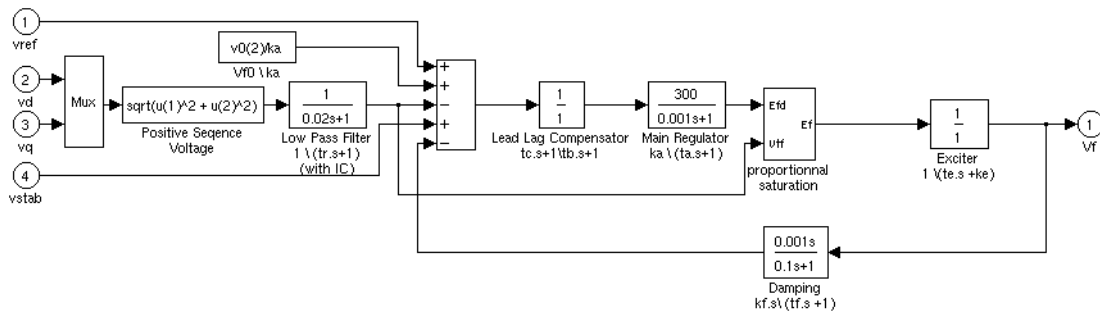 1
vref
v0(2)/ka
Vf0 \ ka
2
vd
3
vq
Mux
sqrt(u(1)^2 + u(2)^2)
Positive Seqence
Voltage
1
0.02s+1
Low Pass Filter
1 \ (tr.s+1)
(with IC)
4
vstab
+
+
−
+
−
1
1
Lead Lag Compensator
tc.s+1\tb.s+1
300
0.001s+1
Main Regulator
ka \ (ta.s+1)
Efd
Ef
Vtf
proportionnal
saturation
1
1
Exciter
1 \(te.s +ke)
1
Vf
0.001s
0.1s+1
Damping
kf.s\ (tf.s +1)